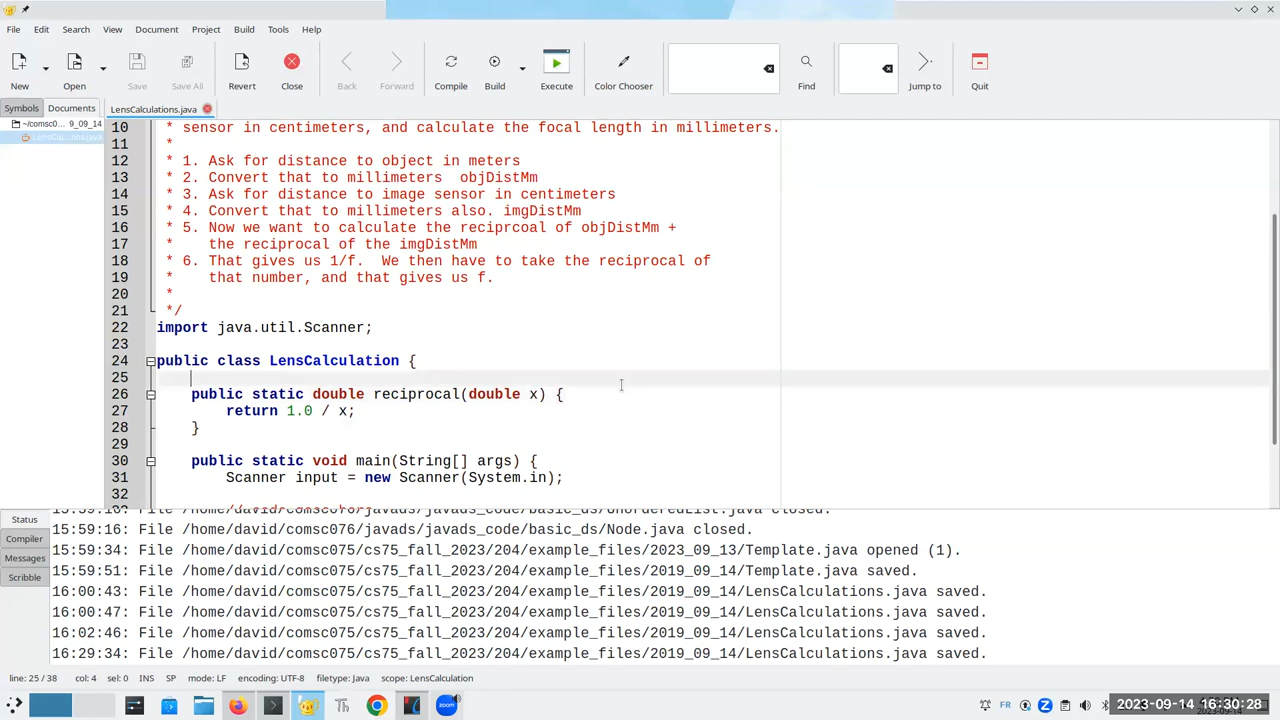 File Edit Search View Document Project Build Tools Help
New Open Save Save All Revert Close Back Forward Compile Build Execute Color Chooser Find Jump to Quit
Symbols Documents LensCalculations.java
~/comsc0... 9_09_14
10 * sensor in centimeters, and calculate the focal length in millimeters.
11 *
12 * 1. Ask for distance to object in meters
13 * 2. Convert that to millimeters  objDistMm
14 * 3. Ask for distance to image sensor in centimeters
15 * 4. Convert that to millimeters also. imgDistMm
16 * 5. Now we want to calculate the reciprcoal of objDistMm +
17 *    the reciprocal of the imgDistMm
18 * 6. That gives us 1/f.  We then have to take the reciprocal of
19 *    that number, and that gives us f.
20 *
21 */
22 import java.util.Scanner;
23
24 public class LensCalculation {
25
26 public static double reciprocal(double x) {
27 return 1.0 / x;
28 }
29
30 public static void main(String[] args) {
31 Scanner input = new Scanner(System.in);
32
Status
Compiler
Messages
Scribble
15:59:16: File /home/david/comsc076/javads/javads_code/basic_ds/Node.java closed.
15:59:34: File /home/david/comsc075/cs75_fall_2023/204/example_files/2023_09_13/Template.java opened (1).
15:59:51: File /home/david/comsc075/cs75_fall_2023/204/example_files/2019_09_14/Template.java saved.
16:00:43: File /home/david/comsc075/cs75_fall_2023/204/example_files/2019_09_14/LensCalculations.java saved.
16:00:47: File /home/david/comsc075/cs75_fall_2023/204/example_files/2019_09_14/LensCalculations.java saved.
16:02:46: File /home/david/comsc075/cs75_fall_2023/204/example_files/2019_09_14/LensCalculations.java saved.
16:29:34: File /home/david/comsc075/cs75_fall_2023/204/example_files/2019_09_14/LensCalculations.java saved.
line: 25 / 38 col: 4 sel: 0 INS SP mode: LF encoding: UTF-8 filetype: Java scope: LensCalculation
zoom FR 2023-09-14 16:30:28